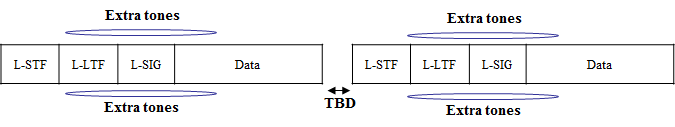 Extra tones Extra tones
L-STF L-LTF L-SIG Data L-STF L-LTF L-SIG Data
TBD
Extra tones Extra tones